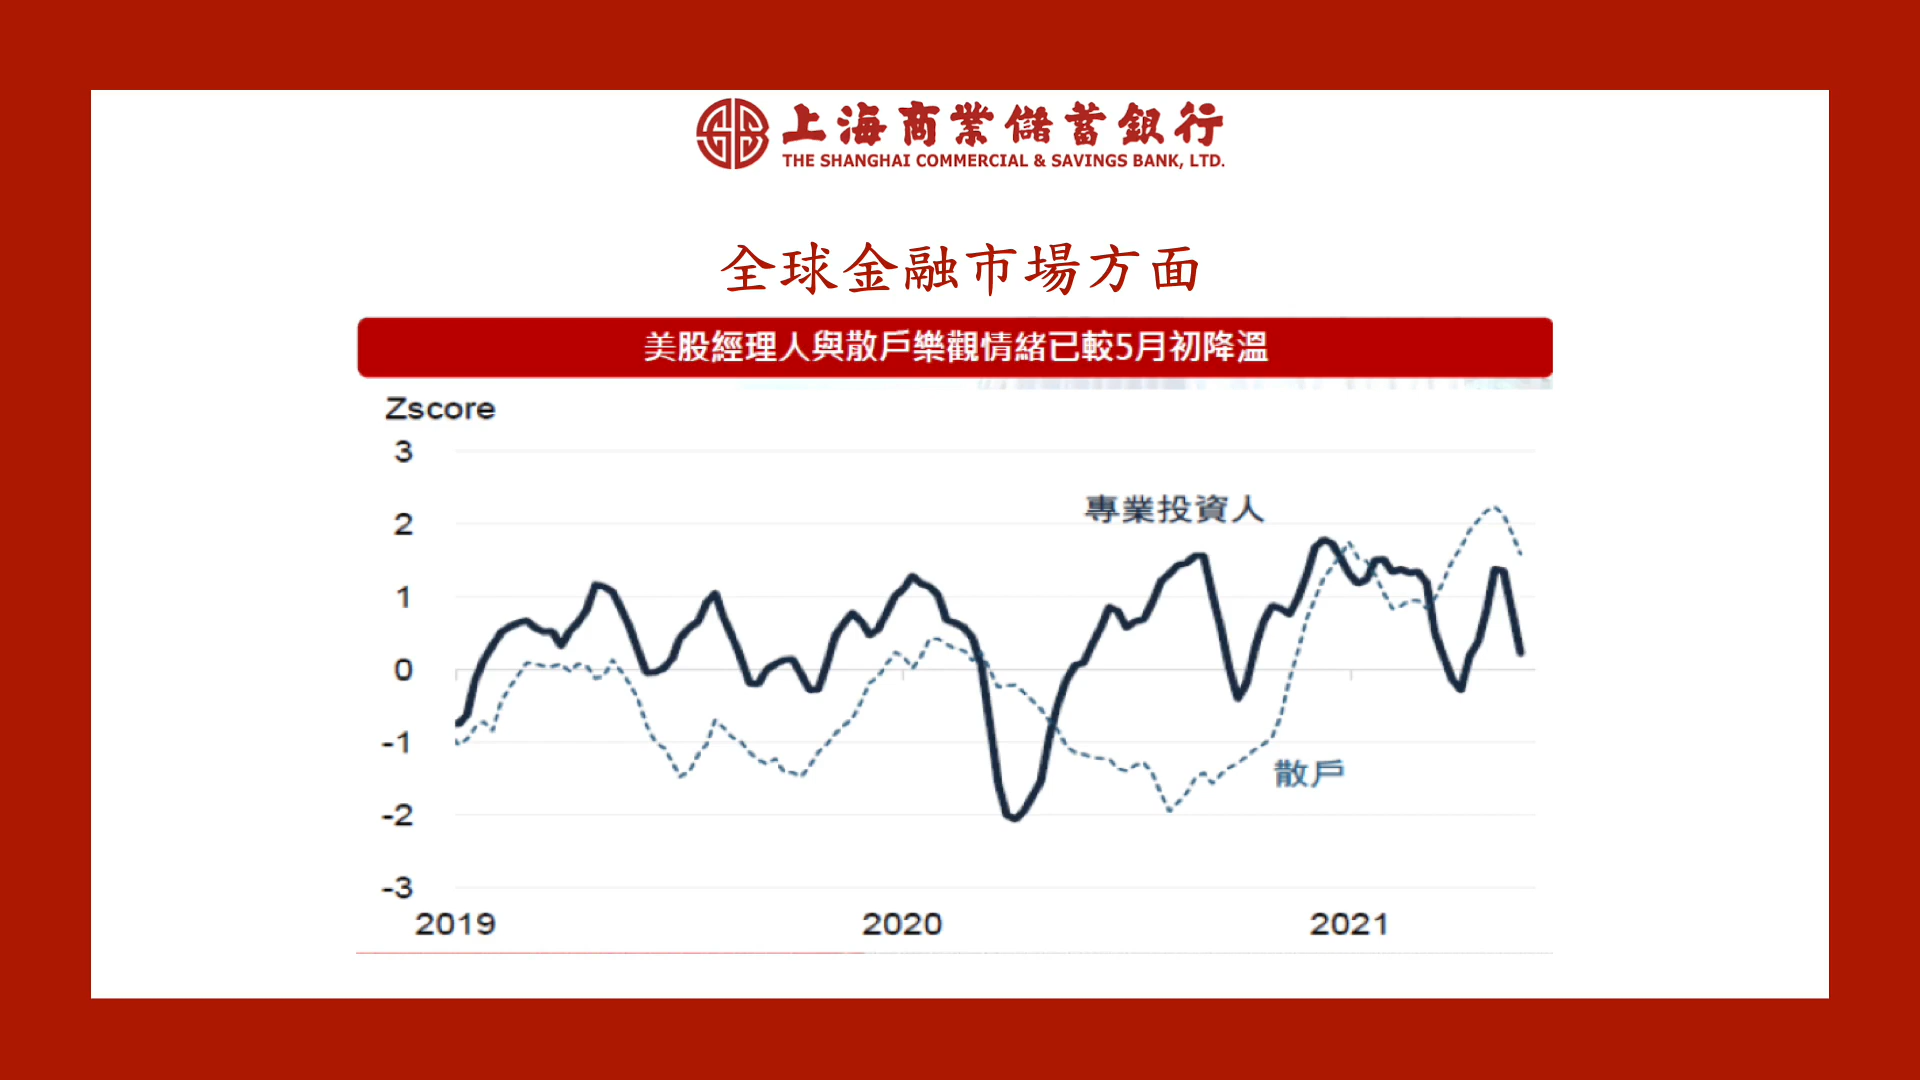 上海商業儲蓄銀行
THE SHANGHAI COMMERCIAL & SAVINGS BANK, LTD.
全球金融市場方面
美股經理人與散戶樂觀情緒已較5月初降溫
Zscore
3
2
1
0
-1
-2
-3
專業投資人
散戶
2019 2020 2021